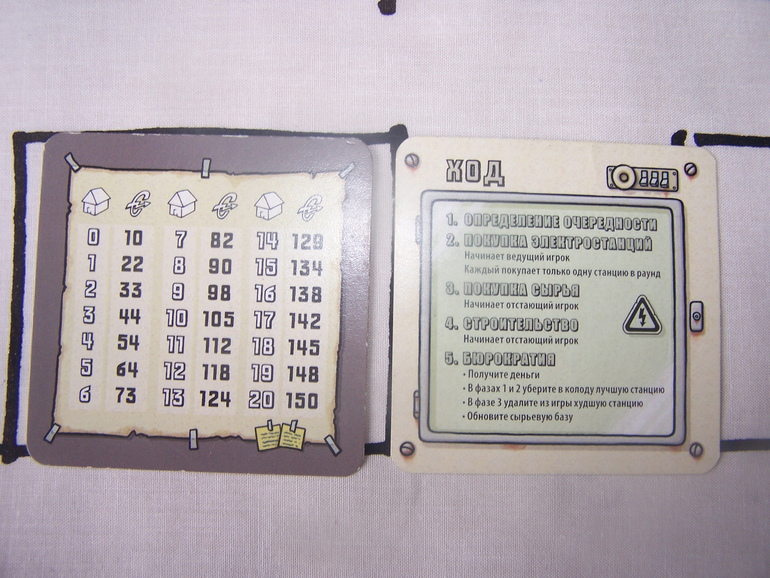 0 10 7 82 14 129
1 22 8 90 15 134
2 33 9 98 16 138
3 44 10 105 17 142
4 54 11 112 18 145
5 64 12 118 19 148
6 73 13 124 20 150
ХОД
1. ОПРЕДЕЛЕНИЕ ОЧЕРЕДНОСТИ
2. ПОКУПКА ЭЛЕКТРОСТАНЦИЙ
Начинает ведущий игрок
Каждый покупает только одну станцию в раунд
3. ПОКУПКА СЫРЬЯ
Начинает отстающий игрок
4. СТРОИТЕЛЬСТВО
Начинает отстающий игрок
5. БЮРОКРАТИЯ
• Получите деньги
• В фазах 1 и 2 уберите в колоду лучшую станцию
• В фазе 3 удалите из игры худшую станцию
• Обновите сырьевую базу